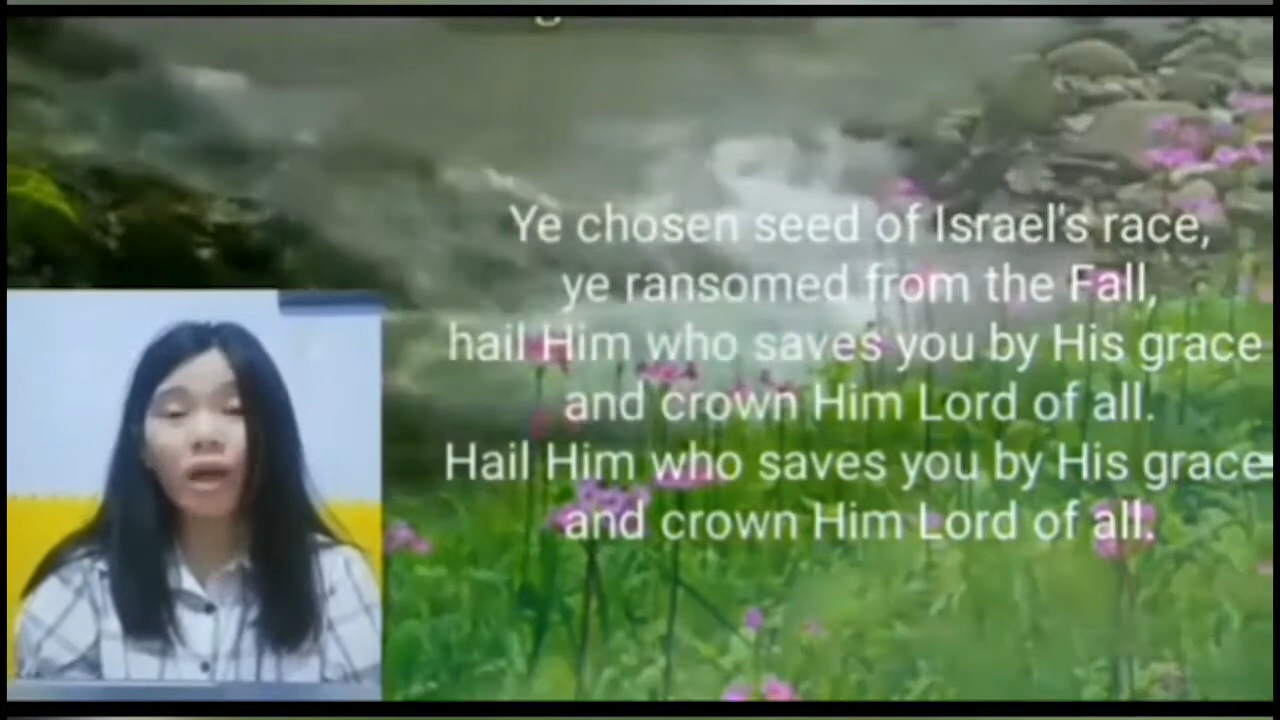 Ye chosen seed of Israel's race,
ye ransomed from the Fall,
hail Him who saves you by His grace
and crown Him Lord of all.
Hail Him who saves you by His grace
and crown Him Lord of all.